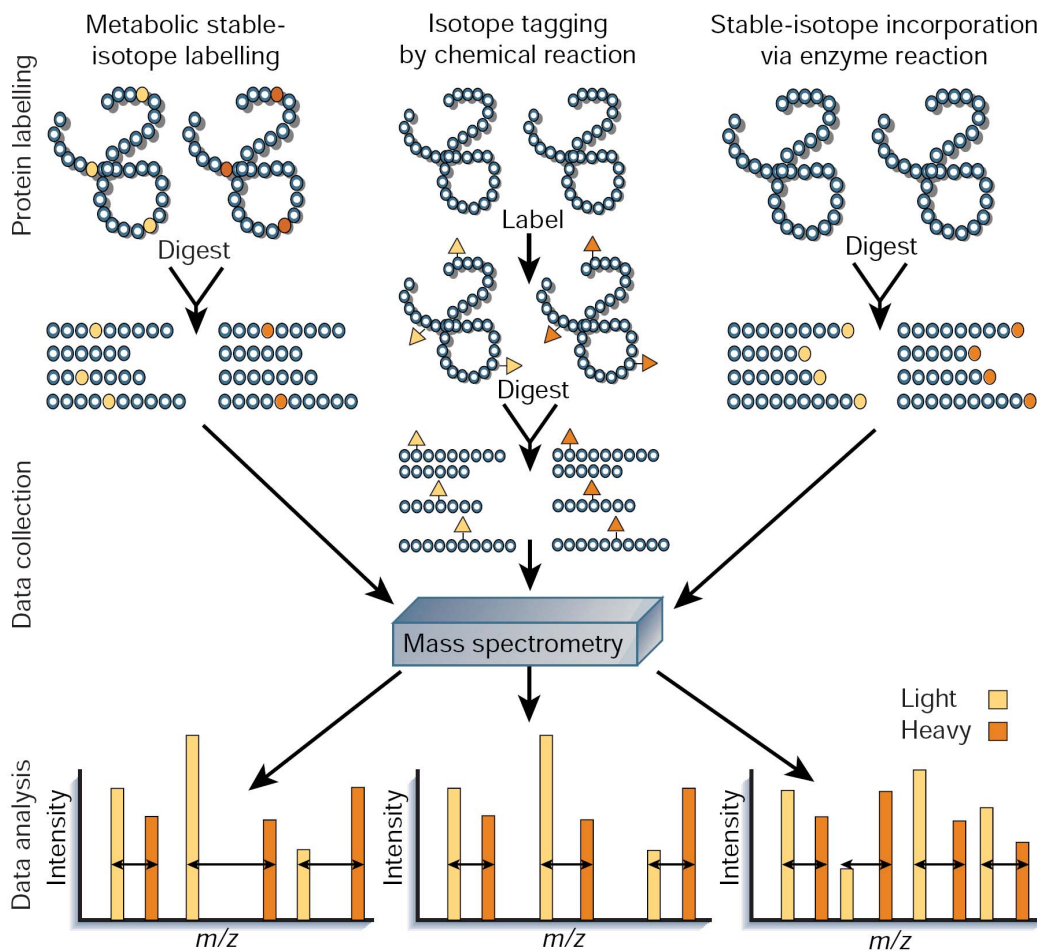 Metabolic stable-
isotope labelling
Isotope tagging
by chemical reaction
Stable-isotope incorporation
via enzyme reaction
Protein labelling
Digest
Label
Digest
Digest
Data collection
Mass spectrometry
Light
Heavy
Data analysis
Intensity
m/z
Intensity
m/z
Intensity
m/z